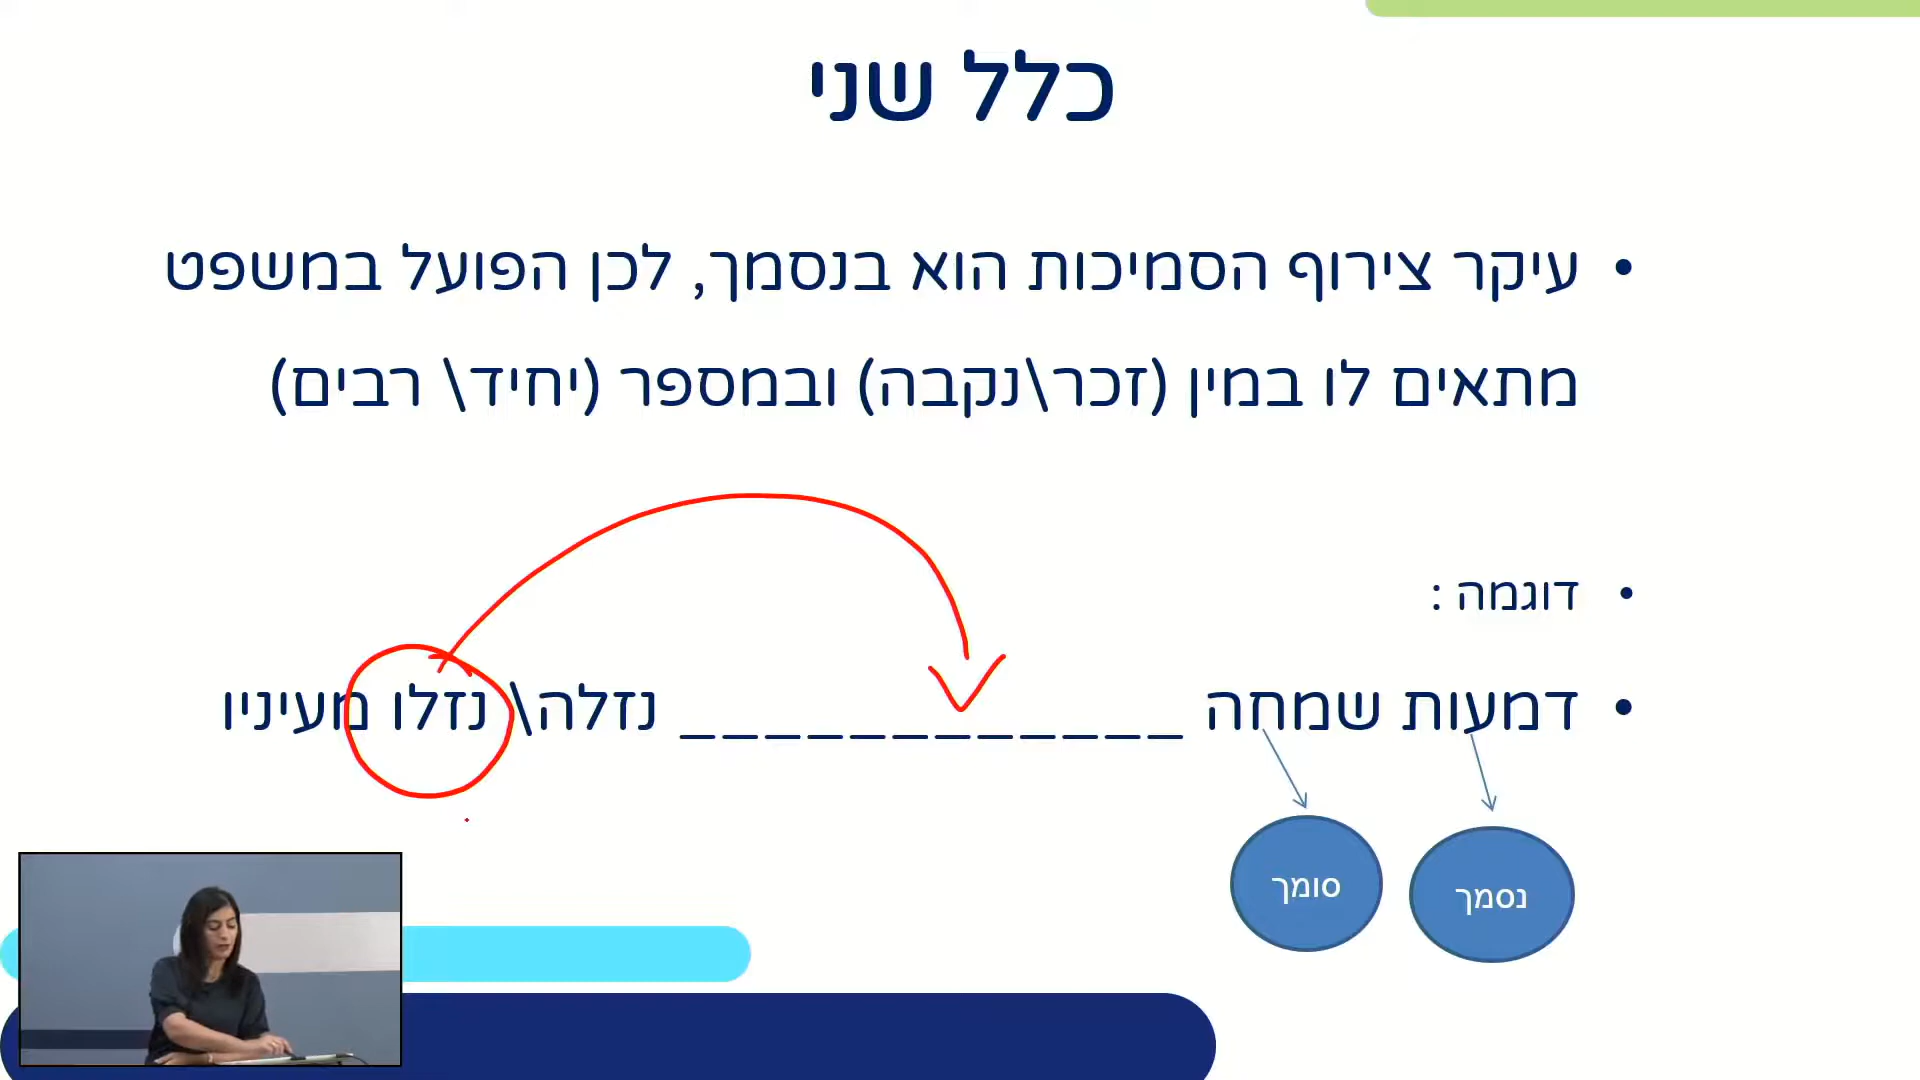 כלל שני
• עיקר צירוף הסמיכות הוא בנסמך, לכן הפועל במשפט
מתאים לו במין (זכר\נקבה) ובמספר (יחיד\ רבים)
• דוגמה :
• דמעות שמחה ____________ נזלה\ נזלו מעיניו
סומך
נסמך